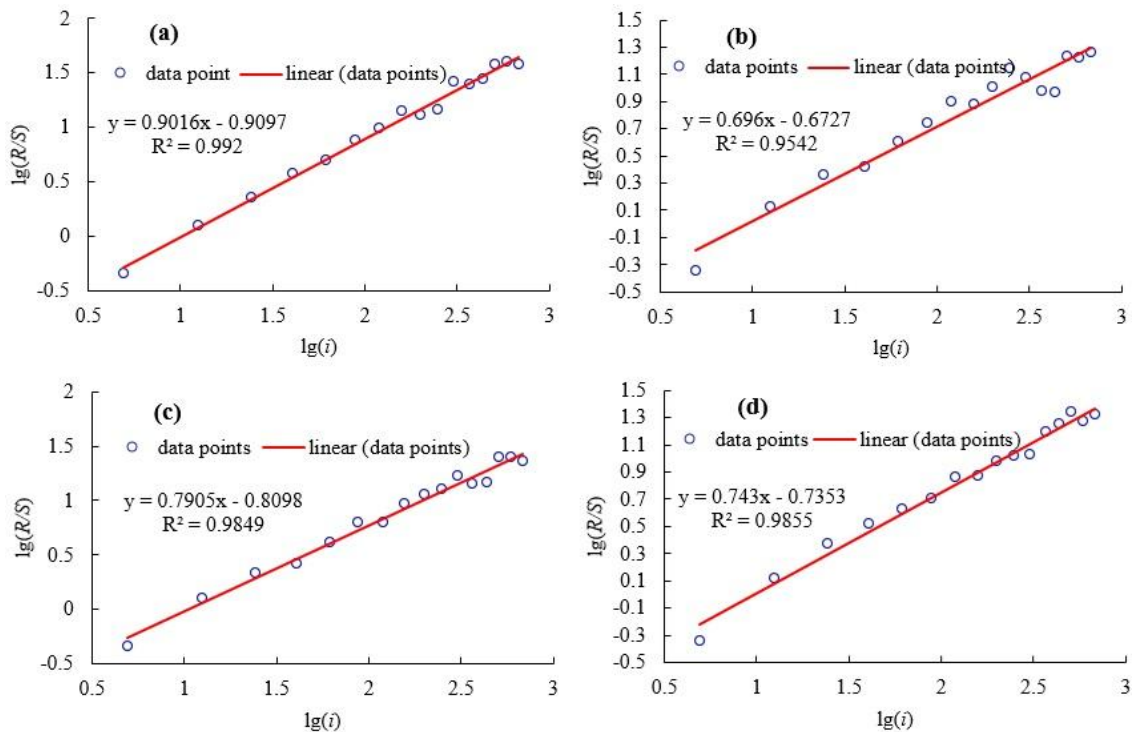 (a)
data point linear (data points)
y = 0.9016x - 0.9097
R² = 0.992
lg(R/S)
2
1.5
1
0.5
0
-0.5
0.5 1 1.5 2 2.5 3
lg(i)
(b)
data points linear (data points)
y = 0.696x - 0.6727
R² = 0.9542
lg(R/S)
1.5
1.3
1.1
0.9
0.7
0.5
0.3
0.1
-0.1
-0.3
-0.5
0.5 1 1.5 2 2.5 3
lg(i)
(c)
data points linear (data points)
y = 0.7905x - 0.8098
R² = 0.9849
lg(R/S)
2
1.5
1
0.5
0
-0.5
0.5 1 1.5 2 2.5 3
lg(i)
(d)
data points linear (data points)
y = 0.743x - 0.7353
R² = 0.9855
lg(R/S)
1.5
1.3
1.1
0.9
0.7
0.5
0.3
0.1
-0.1
-0.3
-0.5
0.5 1 1.5 2 2.5 3
lg(i)